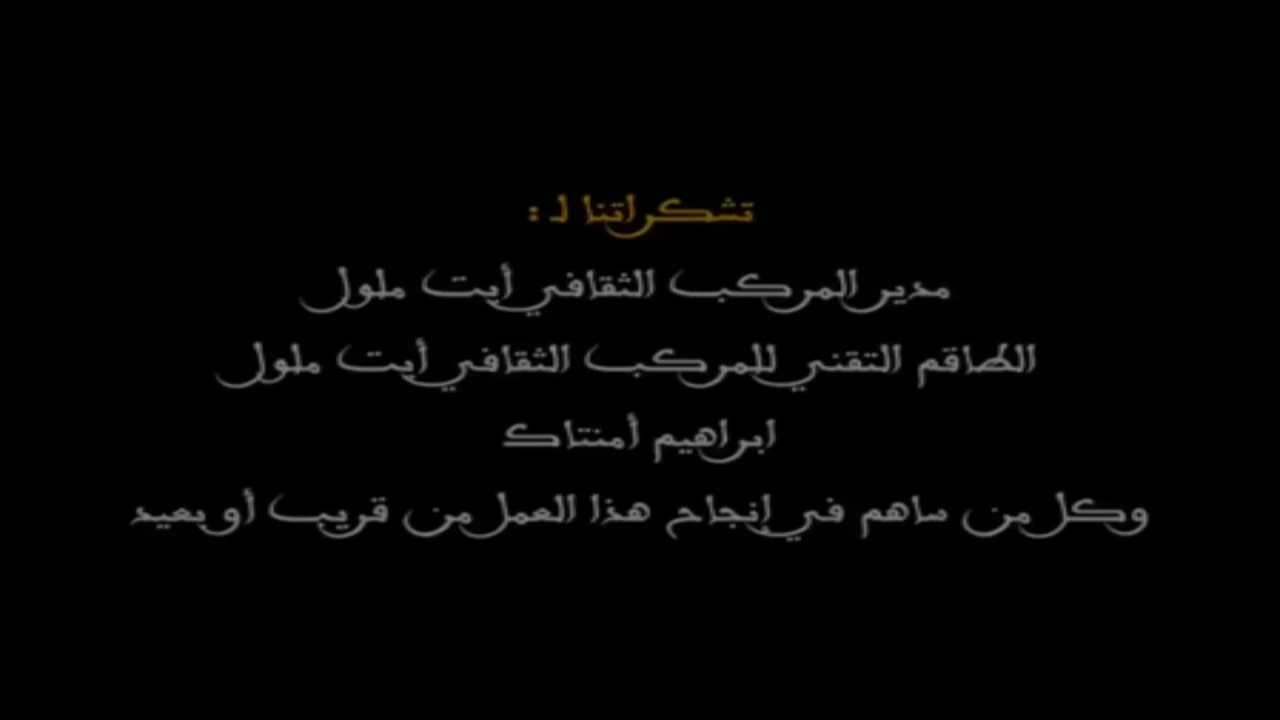 تشكراتنا لـ :
مدير المركب الثقافي أيت ملول
الطاقم التقني للمركب الثقافي أيت ملول
ابراهيم أمنتاك
وكل من ساهم في إنجاح هذا العمل من قريب أو بعيد